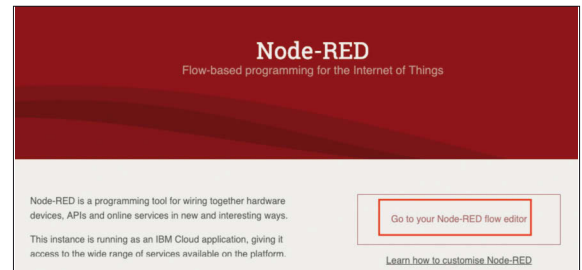 Node-RED
Flow-based programming for the Internet of Things
Node-RED is a programming tool for wiring together hardware
devices, APIs and online services in new and interesting ways.
This instance is running as an IBM Cloud application, giving it
access to the wide range of services available on the platform.
Go to your Node-RED flow editor
Learn how to customise Node-RED